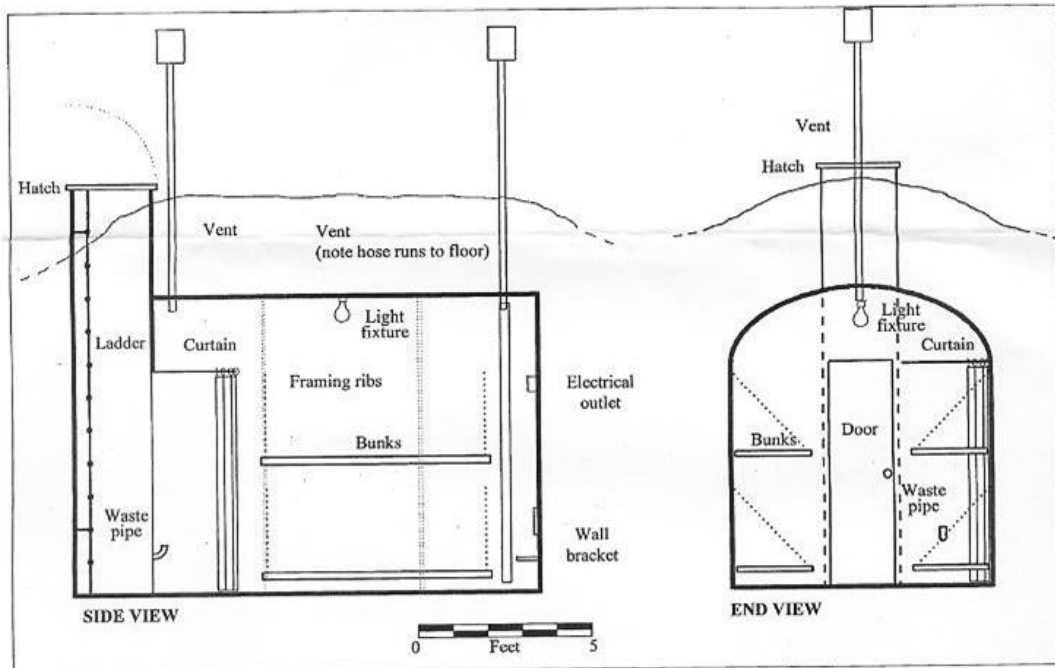 Vent
Hatch
Hatch
Vent
Vent
(note hose runs to floor)
Light
fixture
Light
fixture
Ladder
Curtain
Curtain
Framing ribs
Electrical
outlet
Bunks
Bunks
Door
Waste
pipe
Waste
pipe
Wall
bracket
SIDE VIEW
END VIEW
0
Feet
5